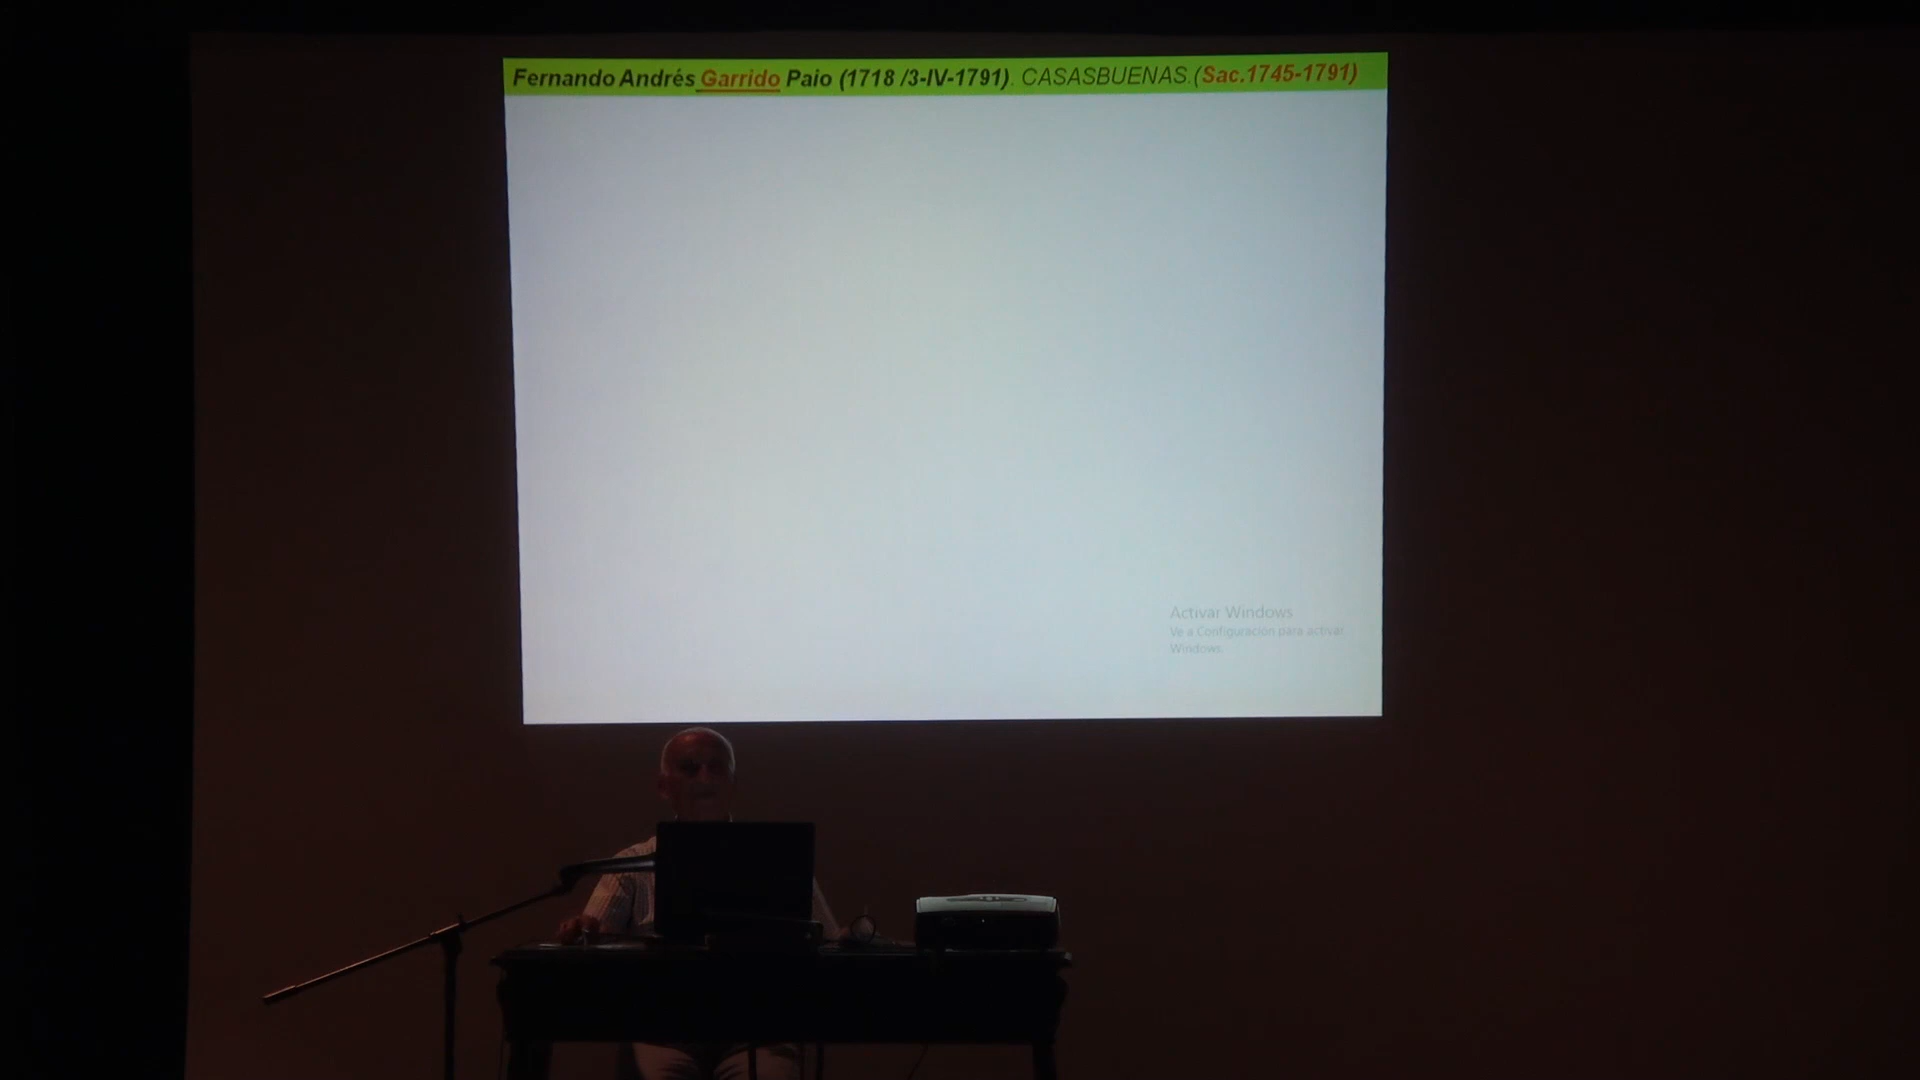 Fernando Andrés Garrido Paio (1718 /3-IV-1791). CASASBUENAS.(Sac.1745-1791)
Activar Windows
Ve a Configuración para activar
Windows.